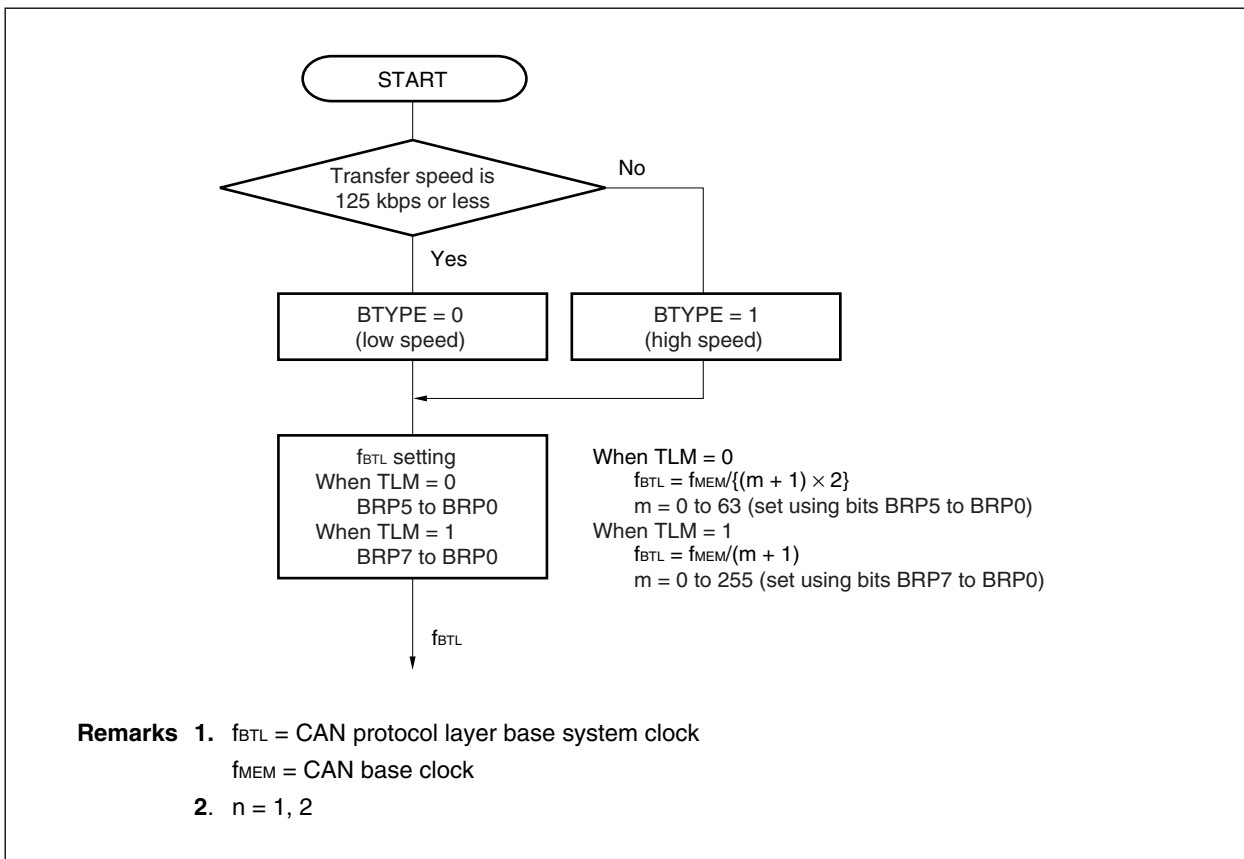 START
Transfer speed is
125 kbps or less
No
Yes
BTYPE = 0
(low speed)
BTYPE = 1
(high speed)
fBTL setting
When TLM = 0
BRP5 to BRP0
When TLM = 1
BRP7 to BRP0
When TLM = 0
fBTL = fMEM/{(m + 1) × 2}
m = 0 to 63 (set using bits BRP5 to BRP0)
When TLM = 1
fBTL = fMEM/(m + 1)
m = 0 to 255 (set using bits BRP7 to BRP0)
fBTL
Remarks 1. fBTL = CAN protocol layer base system clock
fMEM = CAN base clock
2. n = 1, 2